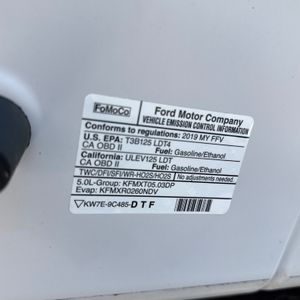 FoMoCo
Ford Motor Company
VEHICLE EMISSION CONTROL INFORMATION
Conforms to regulations: 2019 MY FFV
U.S. EPA: T3B125 LDT4
CA OBD II Fuel: Gasoline/Ethanol
California: ULEV125 LDT
CA OBD II Fuel: Gasoline/Ethanol
TWC/DFI/SFI/WR-HO2S/HO2S No adjustments needed.
5.0L-Group: KFMXT05.03DP
Evap: KFMXR0260NDV
KW7E-9C485-DTF